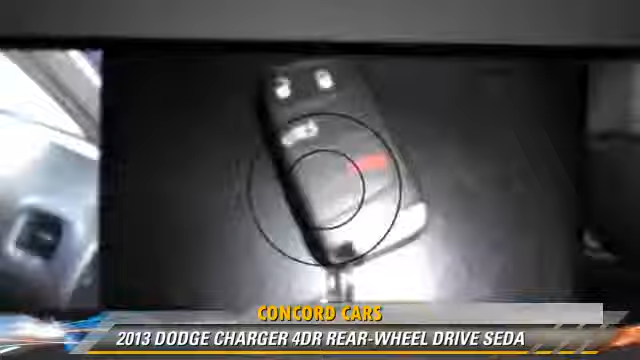 CONCORD CARS
2013 DODGE CHARGER 4DR REAR-WHEEL DRIVE SEDA